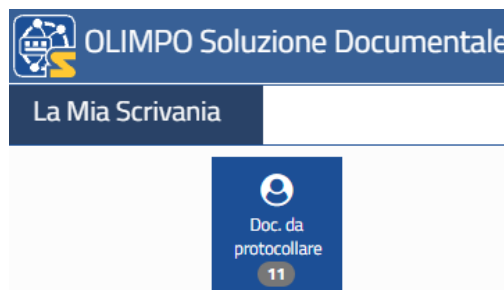 OLIMPO Soluzione Documentale
La Mia Scrivania
Doc. da
protocollare
11